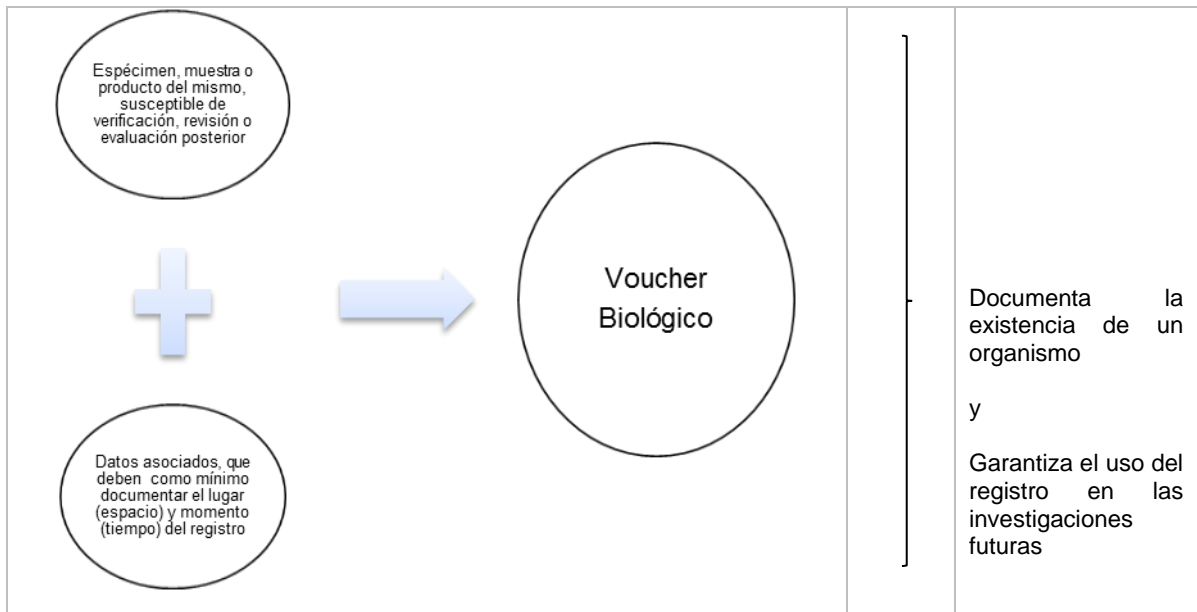 Espécimen, muestra o
producto del mismo,
susceptible de
verificación, revisión o
evaluación posterior
Datos asociados, que
deben como mínimo
documentar el lugar
(espacio) y momento
(tiempo) del registro
Voucher
Biológico
Documenta la
existencia de un
organismo
y
Garantiza el uso del
registro en las
investigaciones
futuras